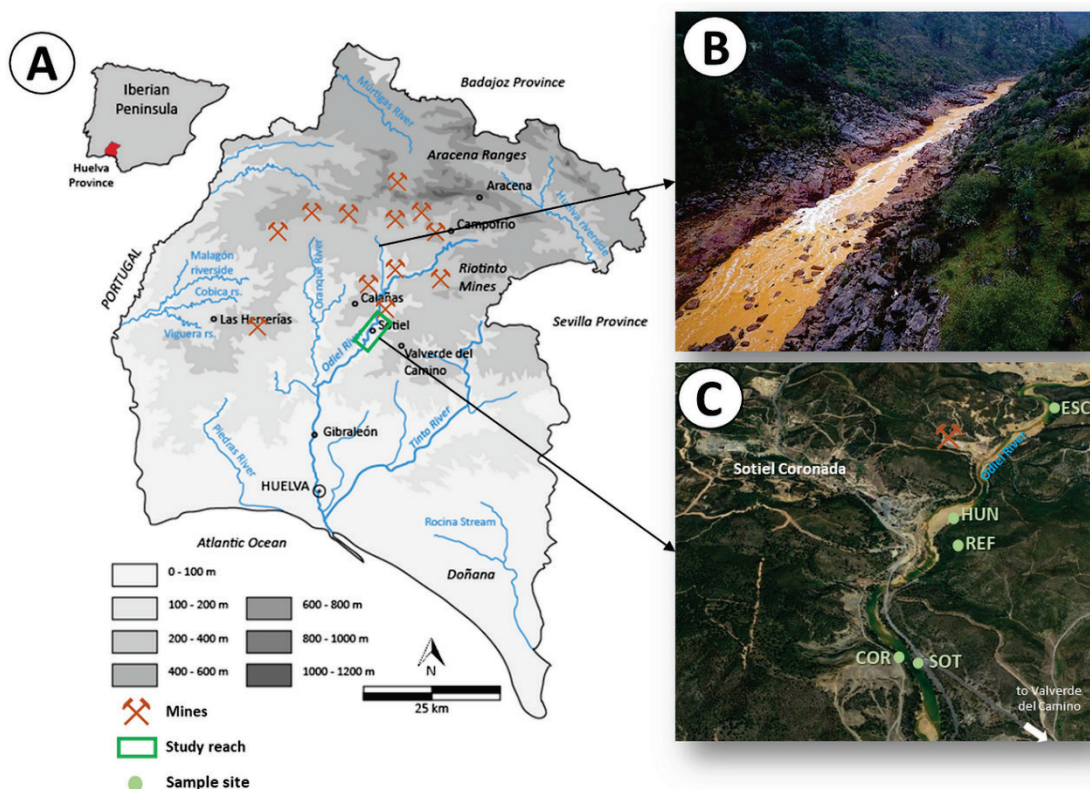 A
Iberian
Peninsula
Huelva
Province
Badajoz Province
Múrtigas River
Aracena Ranges
Aracena
Huelva riverside
Campofrio
PORTUGAL
Malagón
riverside
Cobica rs.
Oranque River
Riotinto
Mines
Calañas
Las Herrerías
Viguera rs.
Sotiel
Sevilla Province
Odiel River
Valverde del
Camino
Gibraleón
Tinto River
Piedras River
HUELVA
Rocina Stream
Atlantic Ocean
Doñana
0 - 100 m
100 - 200 m
200 - 400 m
400 - 600 m
600 - 800 m
800 - 1000 m
1000 - 1200 m
N
25 km
Mines
Study reach
Sample site
B
C
ESC
Odiel River
Sotiel Coronada
HUN
REF
COR
SOT
to Valverde
del Camino